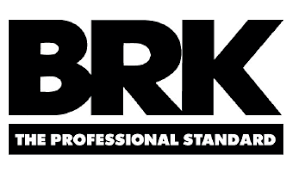 BRK
THE PROFESSIONAL STANDARD